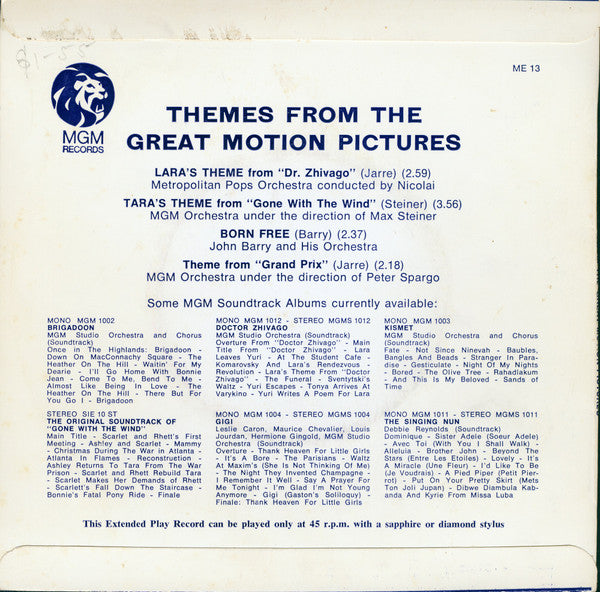 $1-55
ME 13
MGM
RECORDS
THEMES FROM THE
GREAT MOTION PICTURES
LARA'S THEME from "Dr. Zhivago" (Jarre) (2.59)
Metropolitan Pops Orchestra conducted by Nicolai
TARA'S THEME from "Gone With The Wind" (Steiner) (3.56)
MGM Orchestra under the direction of Max Steiner
BORN FREE (Barry) (2.37)
John Barry and His Orchestra
Theme from "Grand Prix" (Jarre) (2.18)
MGM Orchestra under the direction of Peter Spargo
Some MGM Soundtrack Albums currently available:
MONO MGM 1002
BRIGADOON
MGM Studio Orchestra and Chorus
(Soundtrack)
Once in the Highlands: Brigadoon -
Down On MacConnachy Square - The
Heather On The Hill - Waitin' For My
Dearie - I'll Go Home With Bonnie
Jean - Come To Me, Bend To Me -
Almost Like Being In Love - The
Heather On The Hill - There But For
You Go I - Brigadoon
MONO MGM 1012 - STEREO MGMS 1012
DOCTOR ZHIVAGO
MGM Studio Orchestra (Soundtrack)
Overture From "Doctor Zhivago" - Main
Title From "Doctor Zhivago" - Lara
Leaves Yuri - At The Student Cafe -
Komarovsky And Lara's Rendezvous -
Revolution - Lara's Theme From "Doctor
Zhivago" - The Funeral - Sventytski's
Waltz - Yuri Escapes - Tonya Arrives At
Varykino - Yuri Writes A Poem For Lara
MONO MGM 1003
KISMET
MGM Studio Orchestra and Chorus
(Soundtrack)
Fate - Not Since Ninevah - Baubles,
Bangles And Beads - Stranger In Para-
dise - Gesticulate - Night Of My Nights
- Bored - The Olive Tree - Rahadlakum
- And This Is My Beloved - Sands of
Time
STEREO SIE 10 ST
THE ORIGINAL SOUNDTRACK OF
"GONE WITH THE WIND"
Main Title - Scarlet and Rhett's First
Meeting - Ashley and Scarlet - Mammy
- Christmas During The War in Atlanta -
Atlanta In Flames - Reconstruction -
Ashley Returns To Tara From The War
Prison - Scarlet and Rhett Rebuild Tara
- Scarlet Makes Her Demands of Rhett
- Scarlett's Fall Down The Staircase -
Bonnie's Fatal Pony Ride - Finale
MONO MGM 1004 - STEREO MGMS 1004
GIGI
Leslie Caron, Maurice Chevalier, Louis
Jourdan, Hermione Gingold, MGM Studio
Orchestra (Soundtrack)
Overture - Thank Heaven For Little Girls
- It's A Bore - The Parisians - Waltz
At Maxim's (She Is Not Thinking Of Me)
- The Night They Invented Champagne -
I Remember It Well - Say A Prayer For
Me Tonight - I'm Glad I'm Not Young
Anymore - Gigi (Gaston's Soliloquy) -
Finale: Thank Heaven For Little Girls
MONO MGM 1011 - STEREO MGMS 1011
THE SINGING NUN
Debbie Reynolds (Soundtrack)
Dominique - Sister Adele (Soeur Adele)
- Avec Toi (With You I Shall Walk) -
Alleluia - Brother John - Beyond The
Stars (Entre Les Etoiles) - Lovely - It's
A Miracle (Une Fleur) - I'd Like To Be
(Je Voudrais) - A Pied Piper (Petit Pier-
rot) - Put On Your Pretty Skirt (Mets
Ton Joli Jupan) - Dibwe Diambula Kab-
anda And Kyrie From Missa Luba
This Extended Play Record can be played only at 45 r.p.m. with a sapphire or diamond stylus